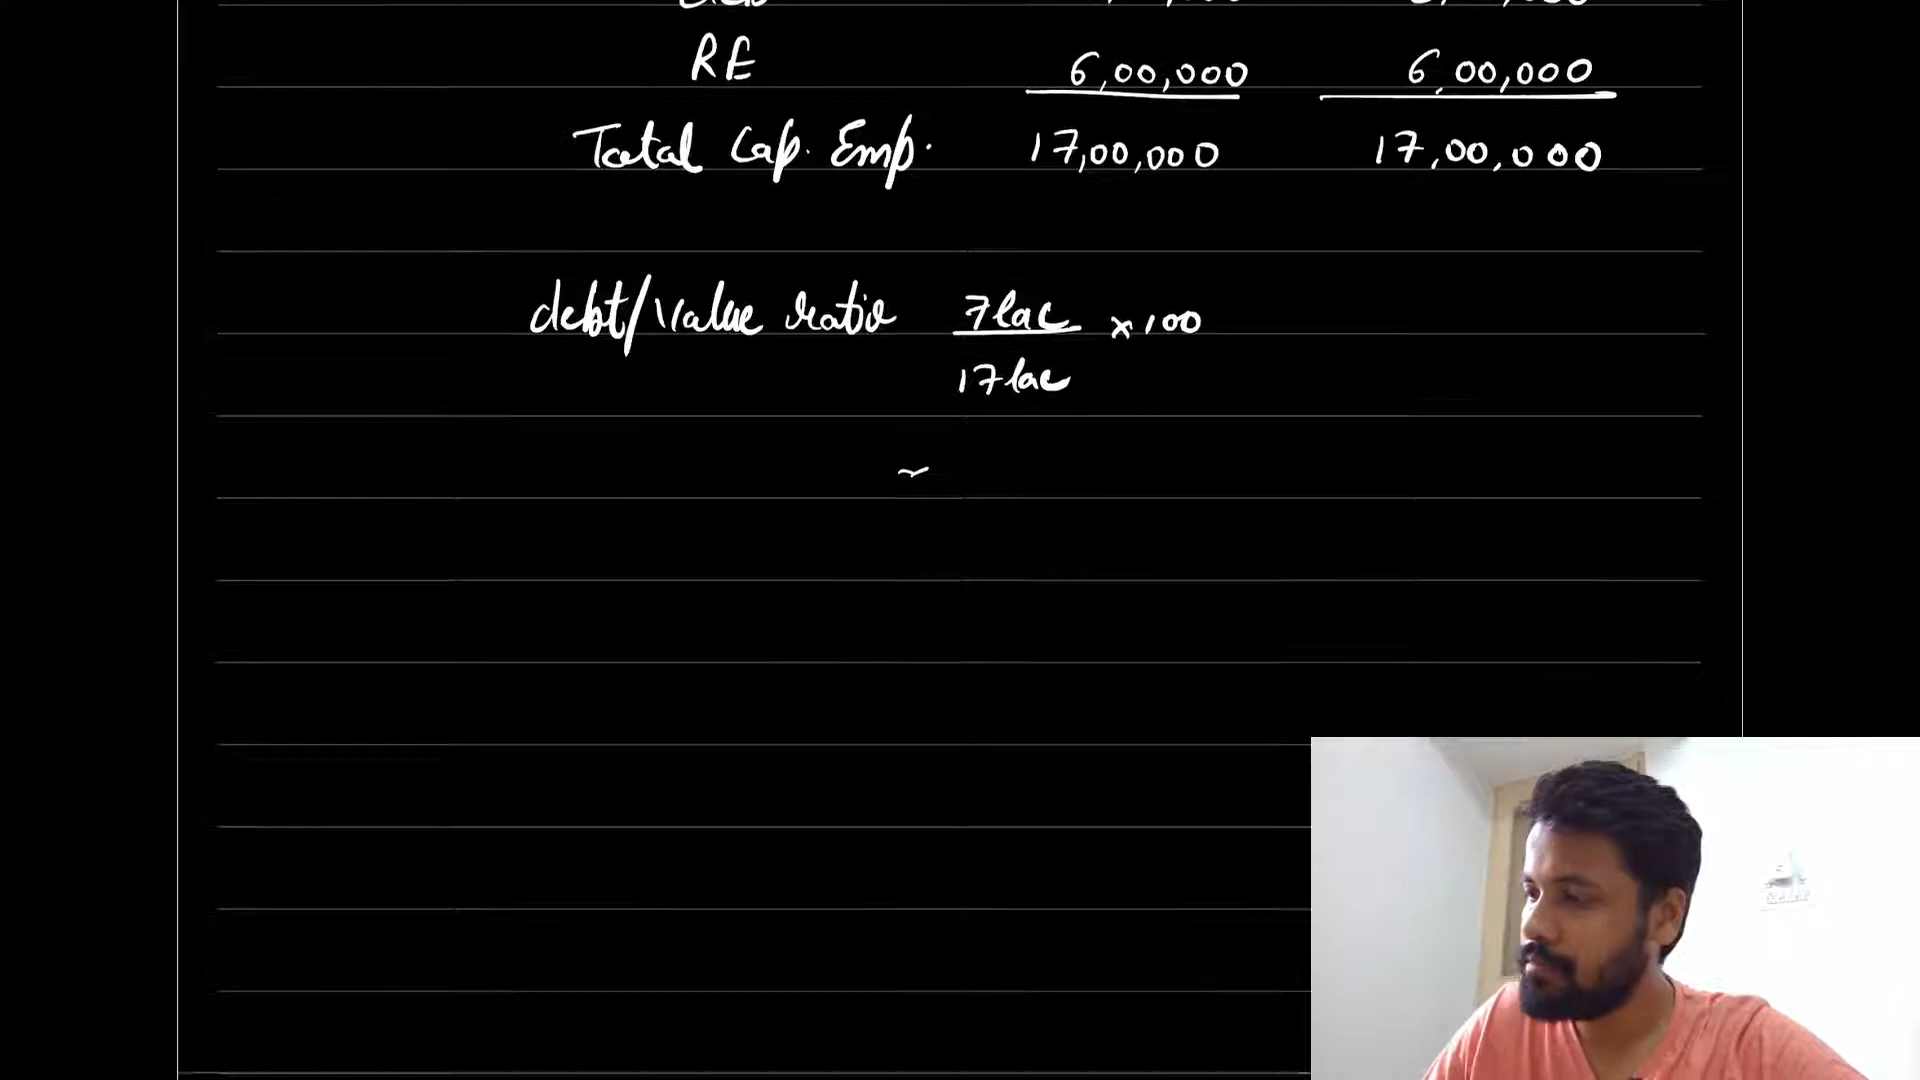 RE 6,00,000 6,00,000
Total Cap. Emp. 17,00,000 17,00,000
debt/value ratio 7lac × 100
17lac
~